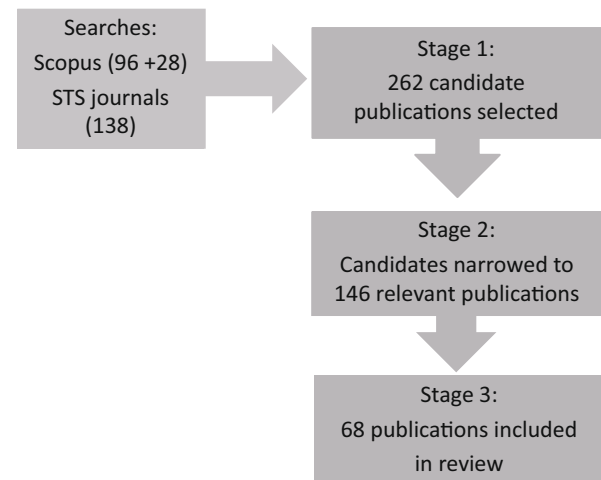 Searches:
Scopus (96 +28)
STS journals
(138)
Stage 1:
262 candidate
publications selected
Stage 2:
Candidates narrowed to
146 relevant publications
Stage 3:
68 publications included
in review